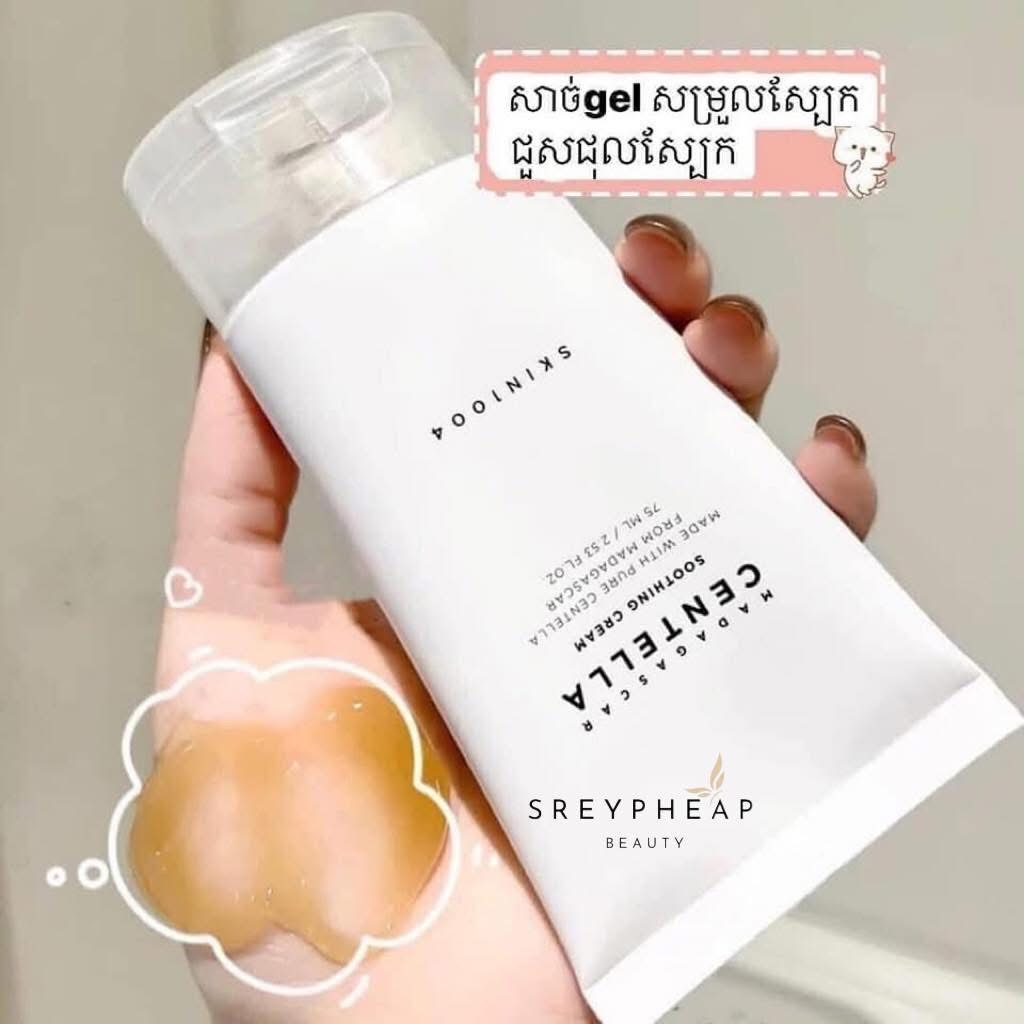 សាច់gel សម្រួលស្បែក
ជួសជុលស្បែក
SKIN1004
MADAGASCAR
CENTELLA
SOOTHING CREAM
MADE WITH PURE CENTELLA
FROM MADAGASCAR
75 ML / 2.53 FL.OZ.
SREYPHEAP
BEAUTY